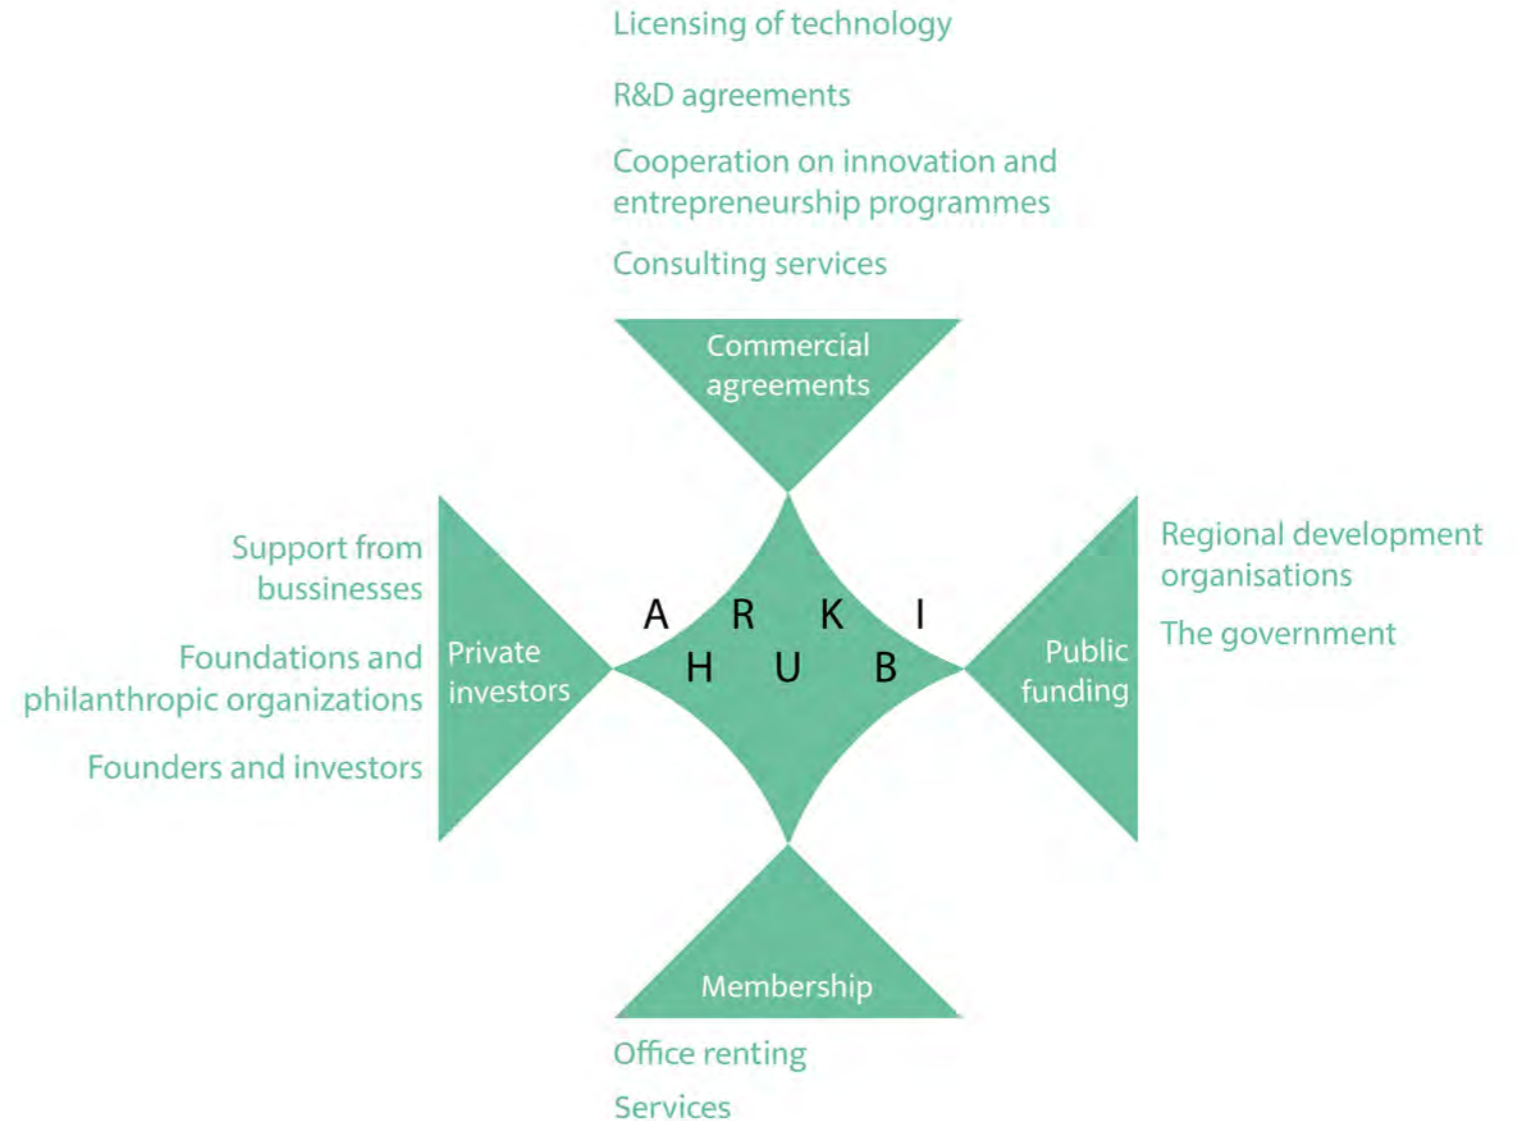 Licensing of technology
R&D agreements
Cooperation on innovation and
entrepreneurship programmes
Consulting services
Commercial
agreements
Support from
bussinesses
Foundations and
philanthropic organizations
Founders and investors
Private
investors
A R K I
H U B
Public
funding
Regional development
organisations
The government
Membership
Office renting
Services